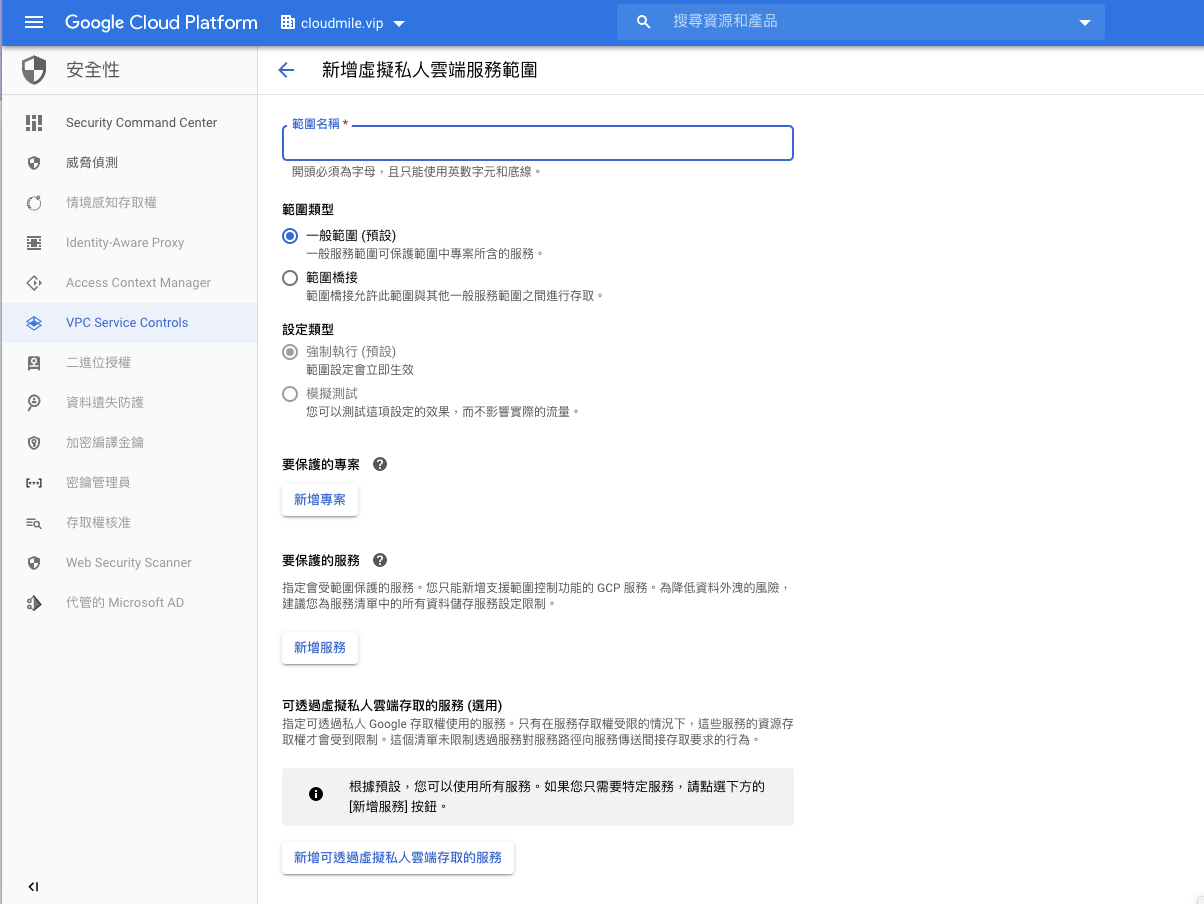 Google Cloud Platform
cloudmile.vip
搜尋資源和產品
安全性
新增虛擬私人雲端服務範圍
Security Command Center
威脅偵測
情境感知存取權
Identity-Aware Proxy
Access Context Manager
VPC Service Controls
二進位授權
資料遺失防護
加密編譯金鑰
密鑰管理員
存取權核准
Web Security Scanner
代管的 Microsoft AD
範圍名稱 *
開頭必須為字母，且只能使用英數字元和底線。
範圍類型
一般範圍 (預設)
一般服務範圍可保護範圍中專案所含的服務。
範圍橋接
範圍橋接允許此範圍與其他一般服務範圍之間進行存取。
設定類型
強制執行 (預設)
範圍設定會立即生效
模擬測試
您可以測試這項設定的效果，而不影響實際的流量。
要保護的專案
新增專案
要保護的服務
指定會受範圍保護的服務。您只能新增支援範圍控制功能的 GCP 服務。為降低資料外洩的風險，
建議您為服務清單中的所有資料儲存服務設定限制。
新增服務
可透過虛擬私人雲端存取的服務 (選用)
指定可透過私人 Google 存取權使用的服務。只有在服務存取權受限的情況下，這些服務的資源存
取權才會受到限制。這個清單未限制透過服務對服務路徑向服務傳送間接存取要求的行為。
根據預設，您可以使用所有服務。如果您只需要特定服務，請點選下方的
[新增服務] 按鈕。
新增可透過虛擬私人雲端存取的服務